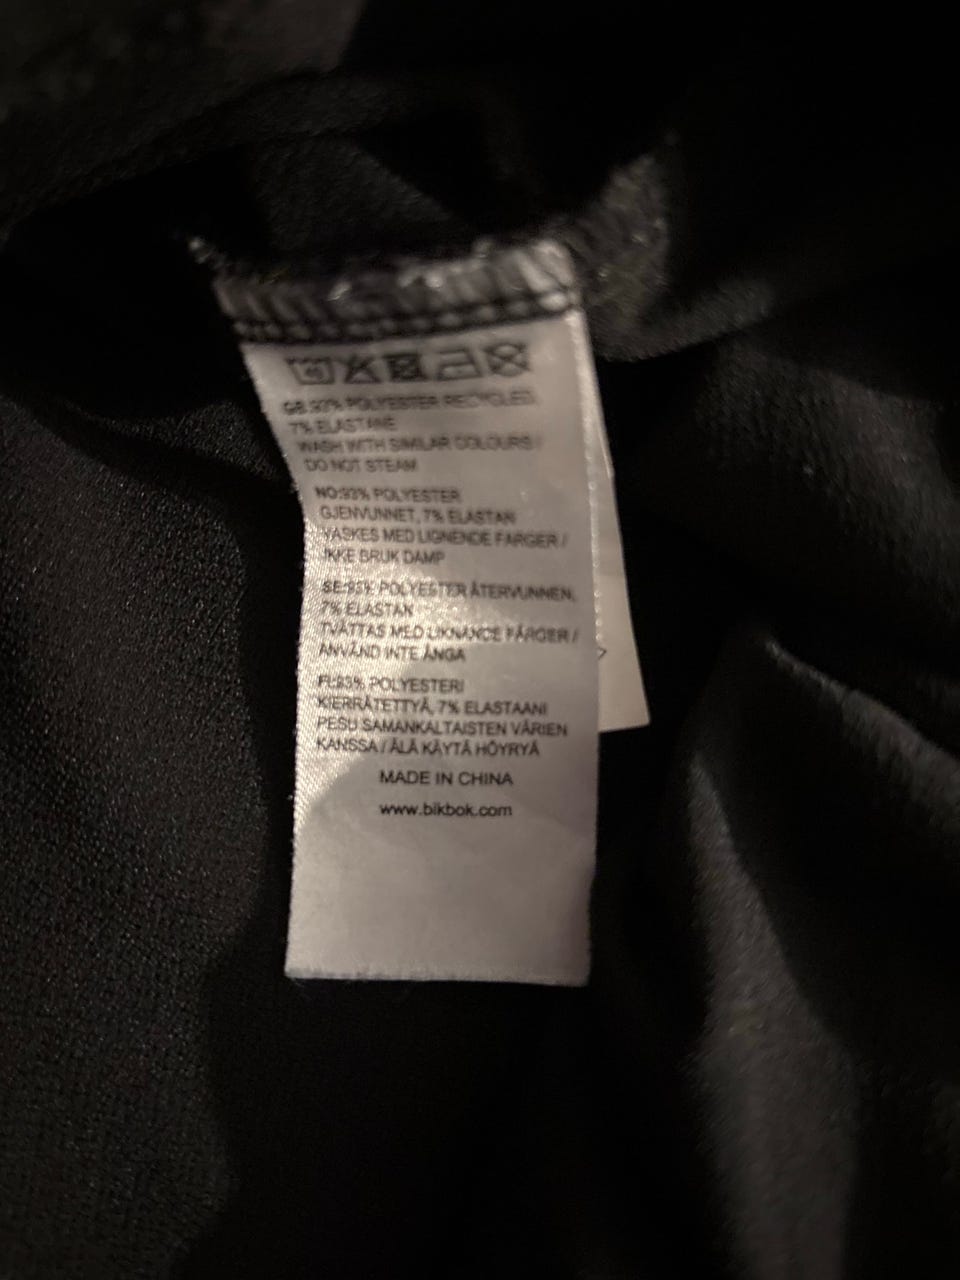 GB:93% POLYESTER RECYCLED,
7% ELASTANE
WASH WITH SIMILAR COLOURS /
DO NOT STEAM
NO:93% POLYESTER
GJENVUNNET, 7% ELASTAN
VASKES MED LIGNENDE FARGER /
IKKE BRUK DAMP
SE:93% POLYESTER ÅTERVUNNEN,
7% ELASTAN
TVÄTTAS MED LIKNANDE FÄRGER /
ANVÄND INTE ÅNGA
FI:93% POLYESTERI
KIERRÄTETTYÄ, 7% ELASTAANI
PESU SAMANKALTAISTEN VÄRIEN
KANSSA / ÄLÄ KÄYTÄ HÖYRYÄ
MADE IN CHINA
www.bikbok.com